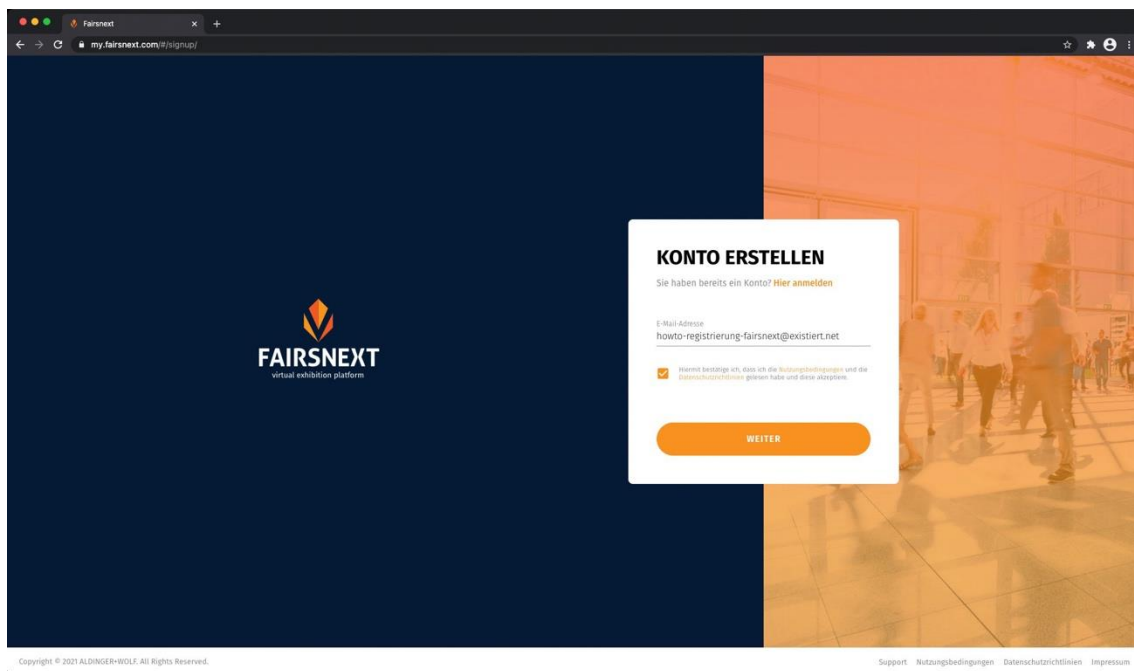 Fairsnext
my.fairsnext.com/#/signup/
KONTO ERSTELLEN
Sie haben bereits ein Konto? Hier anmelden
E-Mail-Adresse
howto-registrierung-fairsnext@existiert.net
Hiermit bestätige ich, dass ich die Nutzungsbedingungen und die
Datenschutzrichtlinien gelesen habe und diese akzeptiere.
WEITER
FAIRSNEXT
virtual exhibition platform
Copyright © 2021 ALDINGER+WOLF. All Rights Reserved.
Support Nutzungsbedingungen Datenschutzrichtlinien Impressum